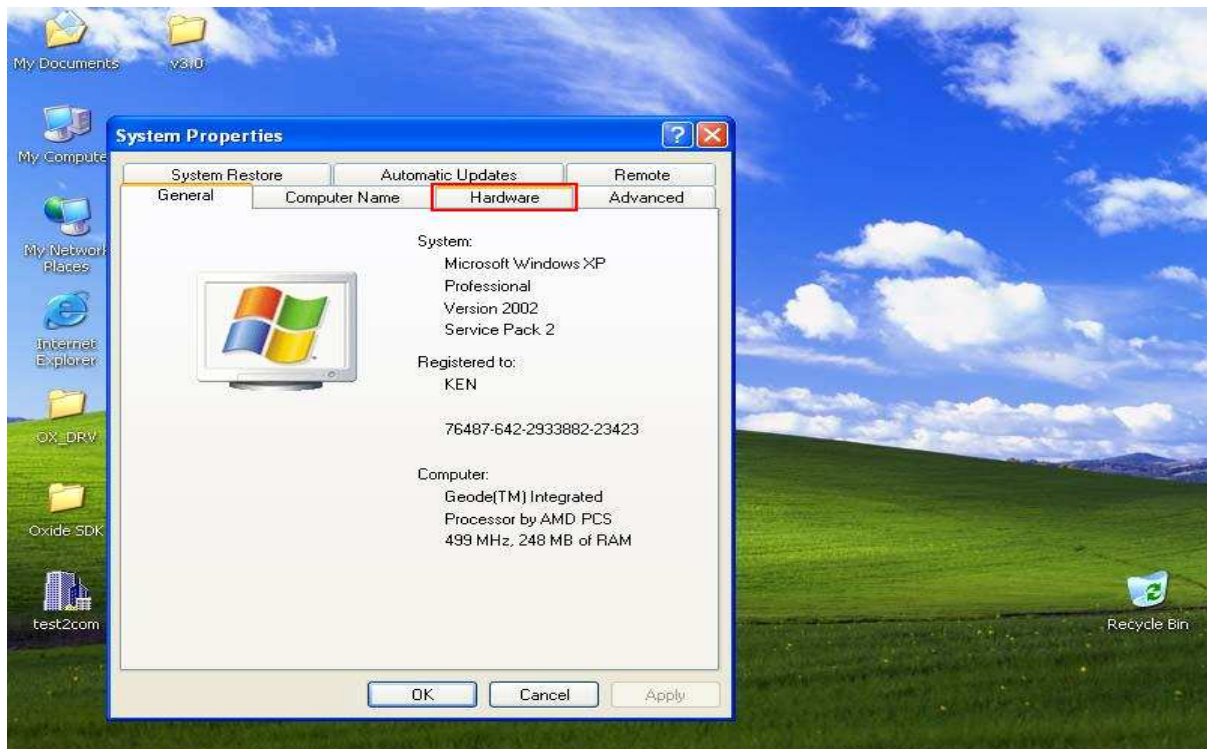 My Documents
v3.0
My Compute
My Network
Places
Internet
Explorer
OX_DRV
Oxide SDK
test2com
System Properties
System Restore
Automatic Updates
Remote
General
Computer Name
Hardware
Advanced
System:
Microsoft Windows XP
Professional
Version 2002
Service Pack 2
Registered to:
KEN
76487-642-2933882-23423
Computer:
Geode(TM) Integrated
Processor by AMD PCS
499 MHz, 248 MB of RAM
OK
Cancel
Apply
Recycle Bin